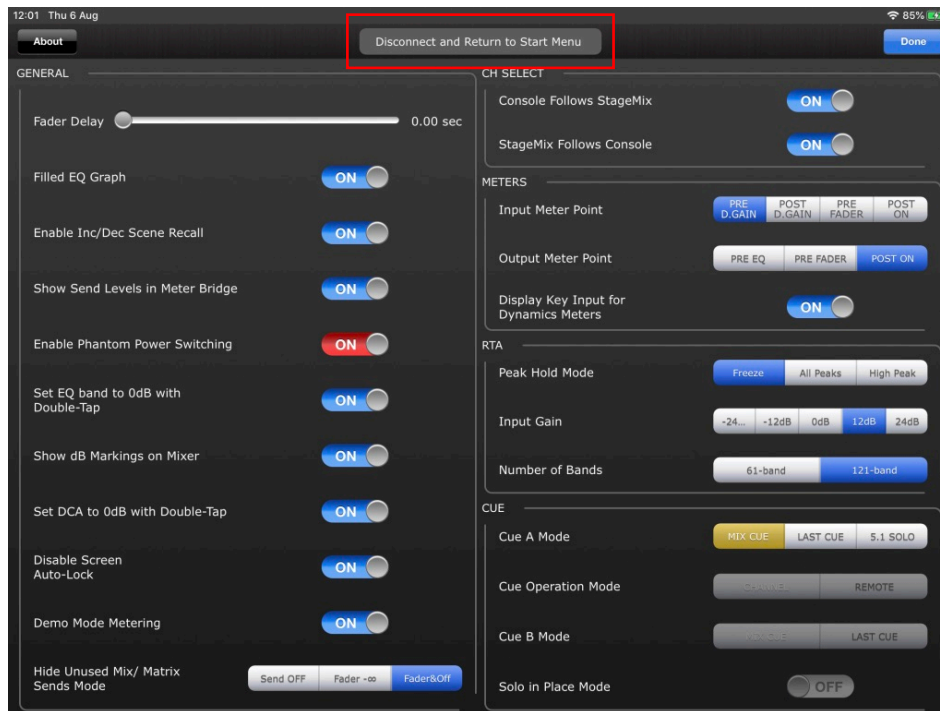 12:01 Thu 6 Aug
85%
About
Disconnect and Return to Start Menu
Done
GENERAL
Fader Delay
0.00 sec
Filled EQ Graph
ON
Enable Inc/Dec Scene Recall
ON
Show Send Levels in Meter Bridge
ON
Enable Phantom Power Switching
ON
Set EQ band to 0dB with
Double-Tap
ON
Show dB Markings on Mixer
ON
Set DCA to 0dB with Double-Tap
ON
Disable Screen
Auto-Lock
ON
Demo Mode Metering
ON
Hide Unused Mix/ Matrix
Sends Mode
Send OFF
Fader -∞
Fader&Off
CH SELECT
Console Follows StageMix
ON
StageMix Follows Console
ON
METERS
Input Meter Point
PRE
D.GAIN
POST
D.GAIN
PRE
FADER
POST
ON
Output Meter Point
PRE EQ
PRE FADER
POST ON
Display Key Input for
Dynamics Meters
ON
RTA
Peak Hold Mode
Freeze
All Peaks
High Peak
Input Gain
-24...
-12dB
0dB
12dB
24dB
Number of Bands
61-band
121-band
CUE
Cue A Mode
MIX CUE
LAST CUE
5.1 SOLO
Cue Operation Mode
CHANNEL
REMOTE
Cue B Mode
MIX CUE
LAST CUE
Solo in Place Mode
OFF